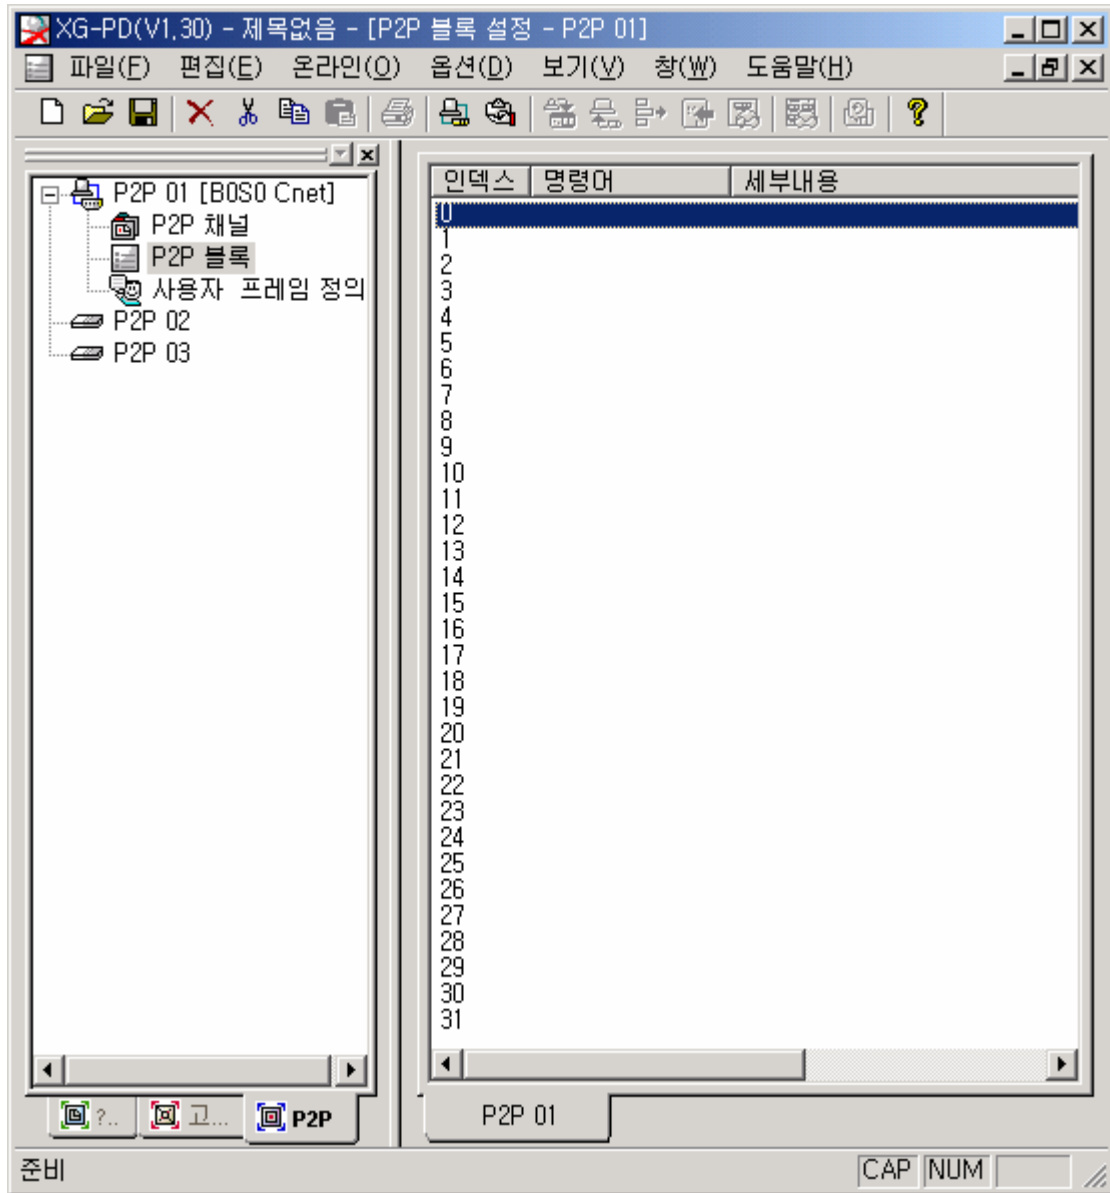 XG-PD(V1,30) - 제목없음 - [P2P 블록 설정 - P2P 01]
파일(F) 편집(E) 온라인(O) 옵션(D) 보기(V) 창(W) 도움말(H)
P2P 01 [B0S0 Cnet]
P2P 채널
P2P 블록
사용자 프레임 정의
P2P 02
P2P 03
?.. 고... P2P
인덱스 명령어 세부내용
0
1
2
3
4
5
6
7
8
9
10
11
12
13
14
15
16
17
18
19
20
21
22
23
24
25
26
27
28
29
30
31
P2P 01
준비 CAP NUM